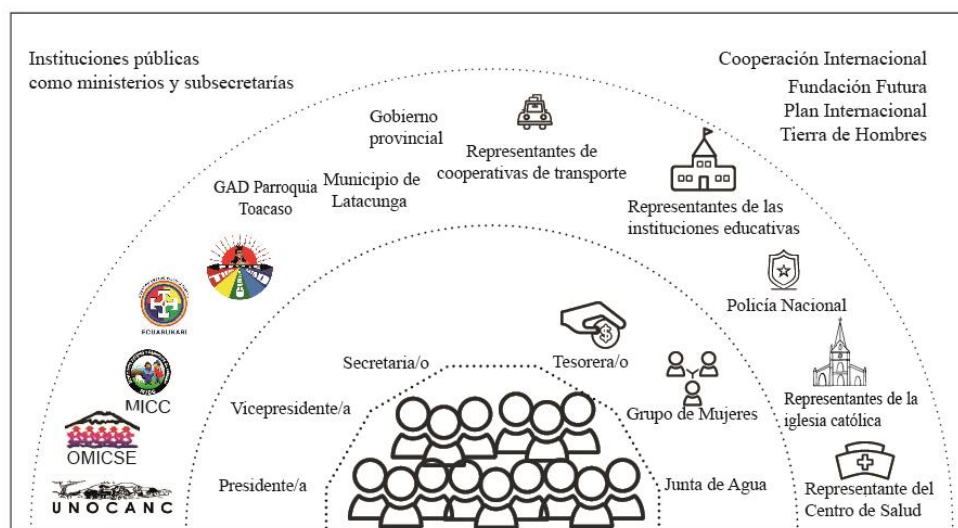 Instituciones públicas
como ministerios y subsecretarías
Cooperación Internacional
Fundación Futura
Plan Internacional
Tierra de Hombres
Gobierno
provincial
Representantes de
cooperativas de transporte
GAD Parroquia
Toacaso
Municipio de
Latacunga
Representantes de las
instituciones educativas
Policía Nacional
ECUARUNARI
MICC
OMICSE
UNOCANC
Representantes de la
iglesia católica
Representante del
Centro de Salud
Secretaria/o
Tesorera/o
Vicepresidente/a
Grupo de Mujeres
Presidente/a
Junta de Agua